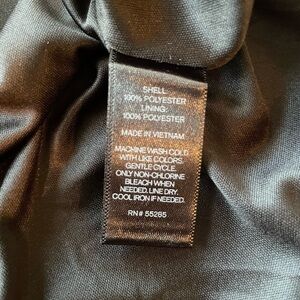 SHELL
100% POLYESTER
LINING:
100% POLYESTER
MADE IN VIETNAM
MACHINE WASH COLD
WITH LIKE COLORS
GENTLE CYCLE.
ONLY NON-CHLORINE
BLEACH WHEN
NEEDED. LINE DRY.
COOL IRON IF NEEDED.
RN# 55285